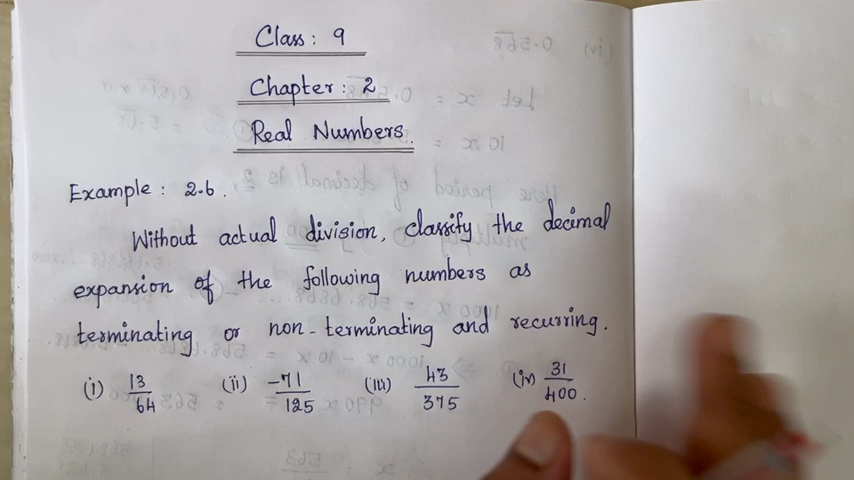 Class: 9
Chapter: 2
Real Numbers.
Example: 2.6.
Without actual division, classify the decimal
expansion of the following numbers as
terminating or non-terminating and recurring.
(i) 13/64 (ii) -71/125 (iii) 43/375 (iv) 31/400.